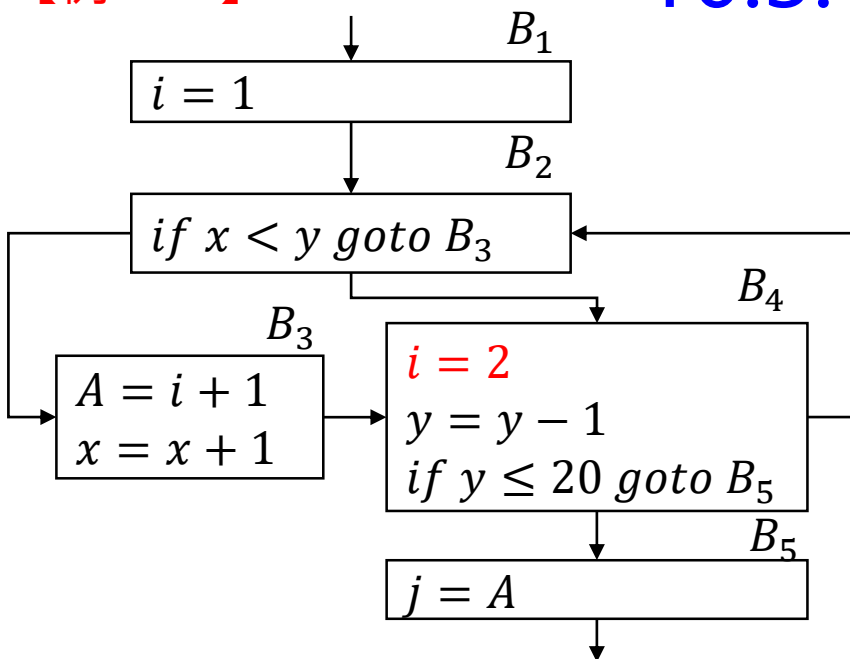 B₁
i = 1
B₂
if x < y goto B₃
B₄
B₃
i = 2
A = i + 1
y = y − 1
x = x + 1
if y ≤ 20 goto B₅
B₅
j = A